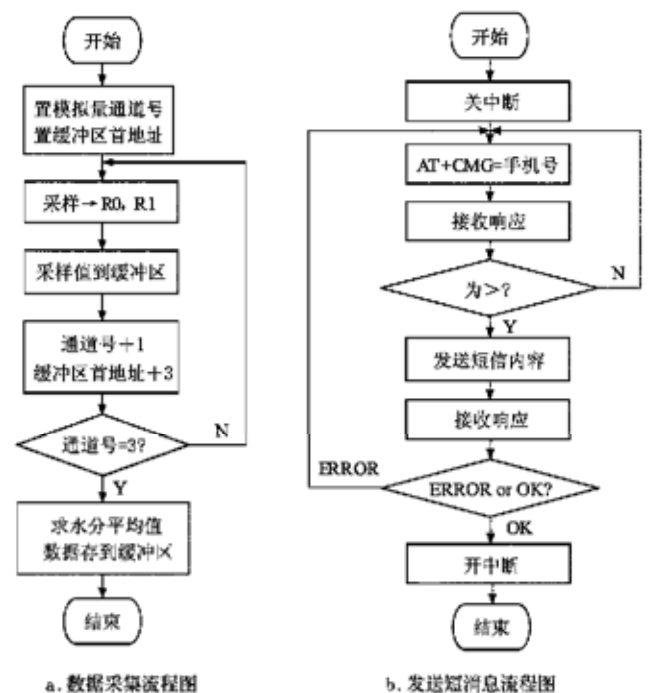 开始
置模拟量通道号
置缓冲区首地址
采样→R0, R1
采样值到缓冲区
通道号+1
缓冲区首地址+3
通道号=3?
N
Y
求水分平均值
数据存到缓冲区
结束
a. 数据采集流程图
开始
关中断
AT+CMG=手机号
接收响应
为>?
N
Y
发送短信内容
接收响应
ERROR
ERROR or OK?
OK
开中断
结束
b. 发送短消息流程图